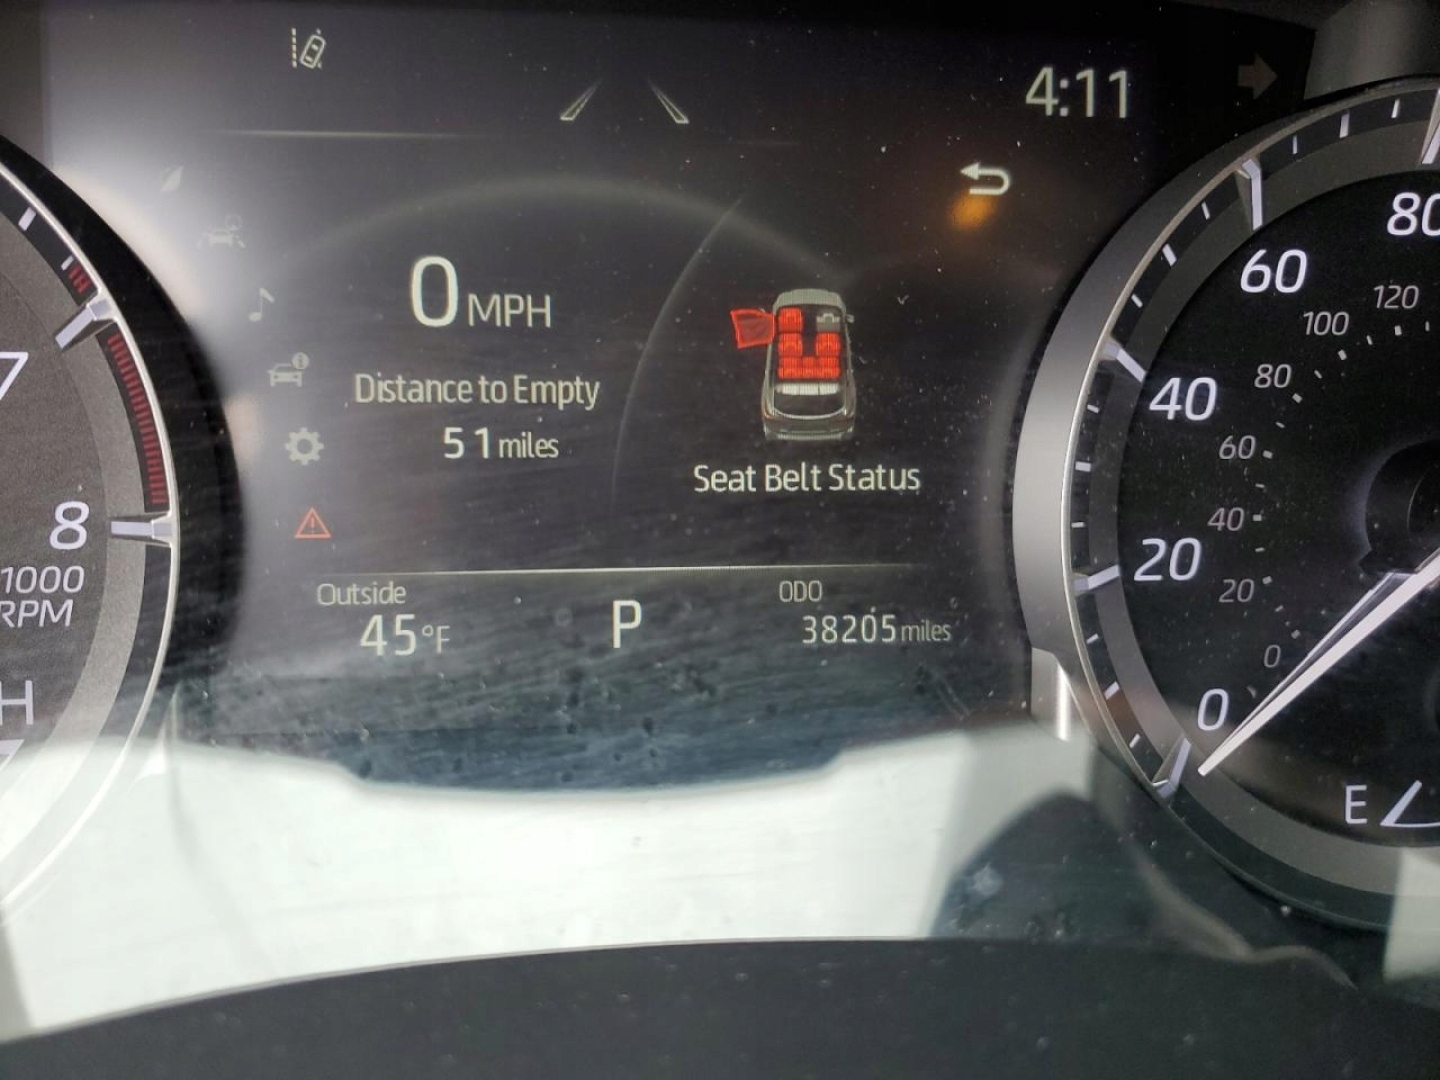 4:11
0 MPH
Distance to Empty
51 miles
Seat Belt Status
Outside
45°F
P
ODO
38205 miles
7
8
1000
RPM
H
80
60
40
20
0
120
100
80
60
40
20
0
E